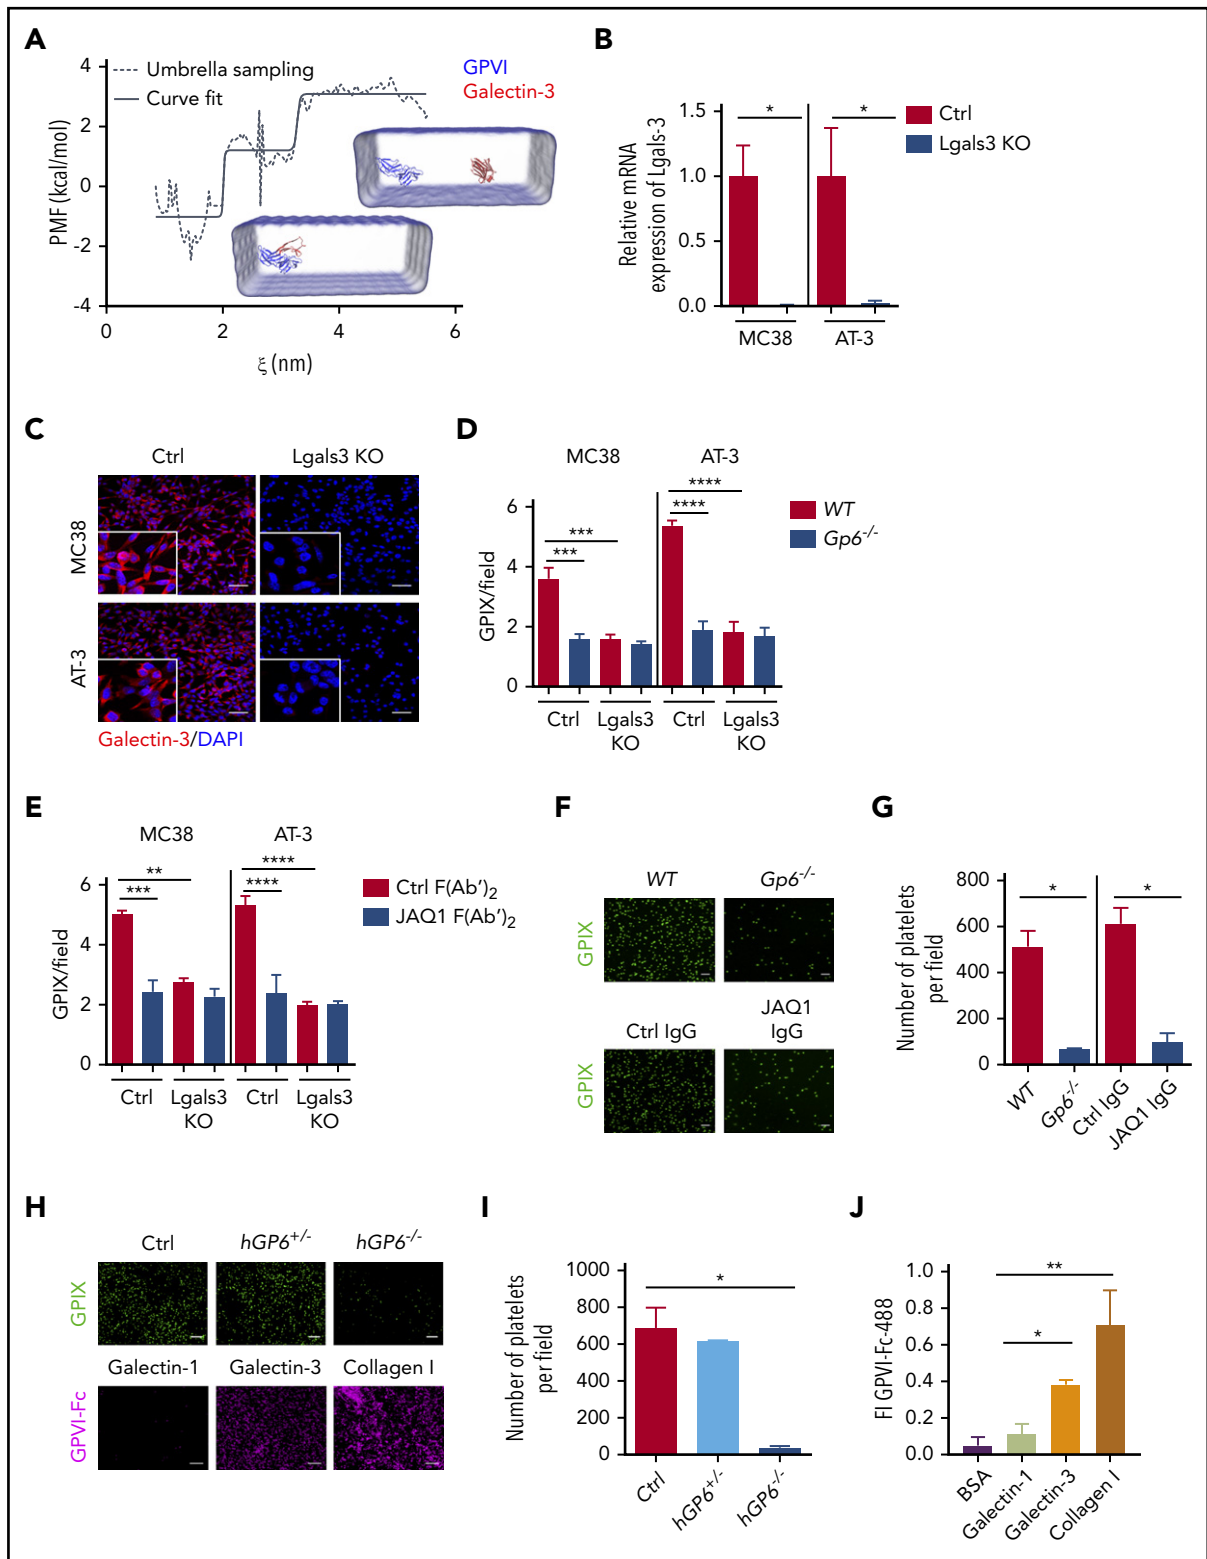 A
4
2
0
-2
-4
PMF (kcal/mol)
Umbrella sampling
Curve fit
GPVI
Galectin-3
0
2
4
6
ξ (nm)
B
Relative mRNA
expression of Lgals-3
1.5
1.0
0.5
0.0
*
*
Ctrl
Lgals3 KO
MC38
AT-3
C
Ctrl
Lgals3 KO
MC38
AT-3
Galectin-3/DAPI
D
MC38
AT-3
GPIX/field
6
4
2
0
***
***
****
****
WT
Gp6-/-
Ctrl
Lgals3
KO
Ctrl
Lgals3
KO
E
MC38
AT-3
GPIX/field
6
4
2
0
**
***
****
****
Ctrl F(Ab')2
JAQ1 F(Ab')2
Ctrl
Lgals3
KO
Ctrl
Lgals3
KO
F
WT
Gp6-/-
GPIX
Ctrl IgG
JAQ1
IgG
GPIX
G
Number of platelets
per field
800
600
400
200
0
*
*
WT
Gp6-/-
Ctrl IgG
JAQ1 IgG
H
Ctrl
hGP6+/-
hGP6-/-
GPIX
Galectin-1
Galectin-3
Collagen I
GPVI-Fc
I
Number of platelets
per field
1000
800
600
400
200
0
*
Ctrl
hGP6+/-
hGP6-/-
J
FI GPVI-Fc-488
1.0
0.8
0.6
0.4
0.2
0.0
**
*
BSA
Galectin-1
Galectin-3
Collagen I